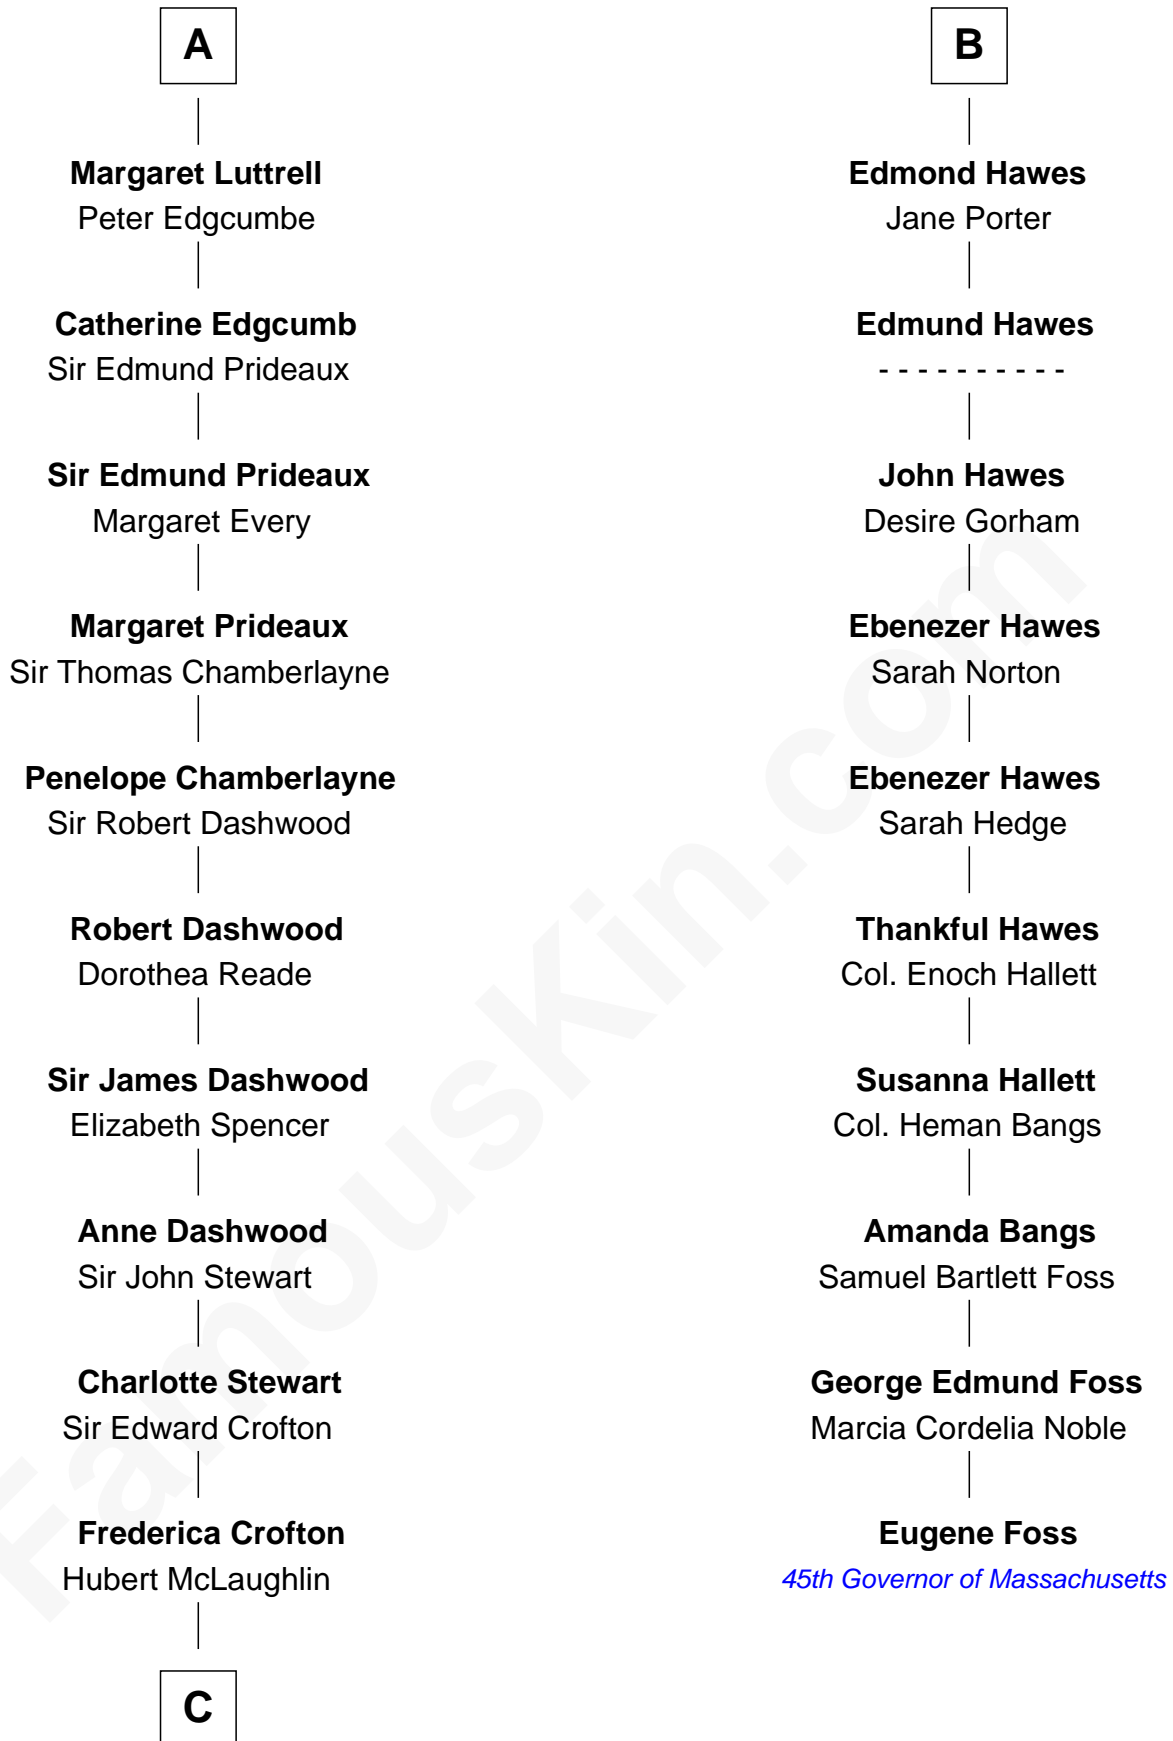 A
Margaret Luttrell
Peter Edgcumbe
Catherine Edgcumb
Sir Edmund Prideaux
Sir Edmund Prideaux
Margaret Every
Margaret Prideaux
Sir Thomas Chamberlayne
Penelope Chamberlayne
Sir Robert Dashwood
Robert Dashwood
Dorothea Reade
Sir James Dashwood
Elizabeth Spencer
Anne Dashwood
Sir John Stewart
Charlotte Stewart
Sir Edward Crofton
Frederica Crofton
Hubert McLaughlin
C
B
Edmond Hawes
Jane Porter
Edmund Hawes
- - - - - - - - - -
John Hawes
Desire Gorham
Ebenezer Hawes
Sarah Norton
Ebenezer Hawes
Sarah Hedge
Thankful Hawes
Col. Enoch Hallett
Susanna Hallett
Col. Heman Bangs
Amanda Bangs
Samuel Bartlett Foss
George Edmund Foss
Marcia Cordelia Noble
Eugene Foss
45th Governor of Massachusetts
FamousKin.com